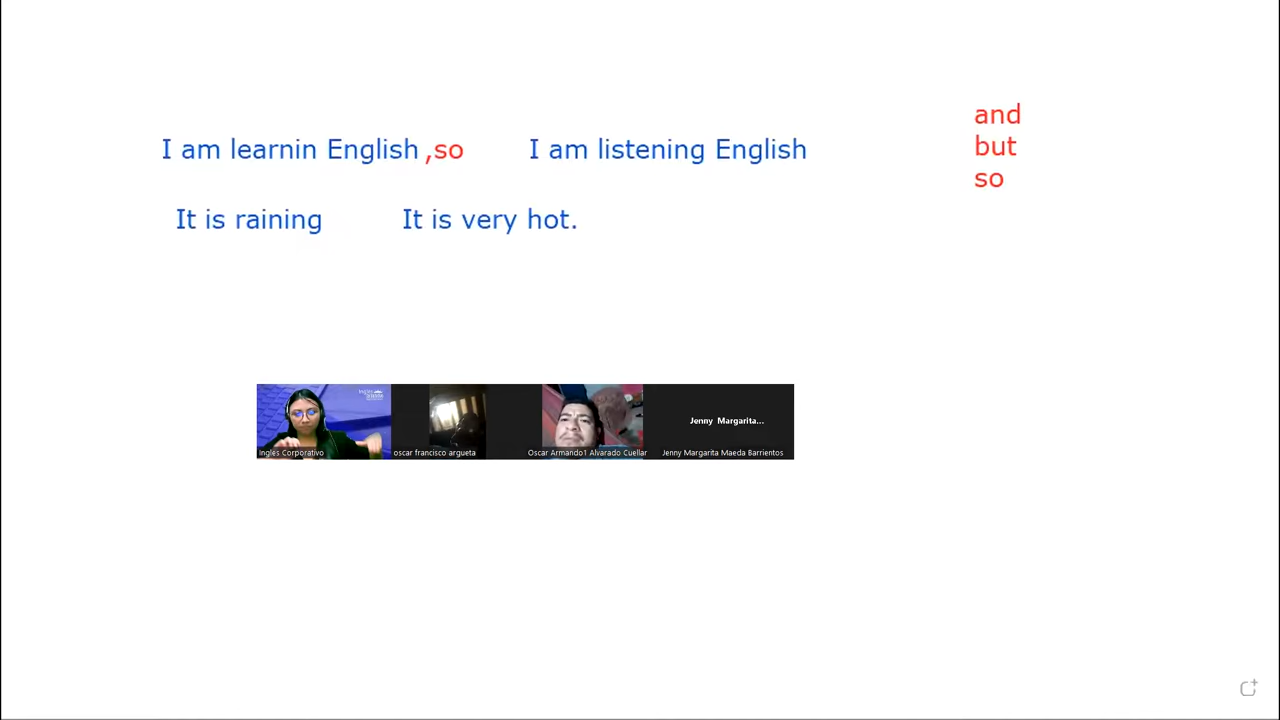 and
I am learnin English ,so I am listening English
but
so
It is raining It is very hot.
Jenny Margarita...
Ingles Corporativo
oscar francisco argueta
Oscar Armando1 Alvarado Cuellar
Jenny Margarita Maeda Barrientos